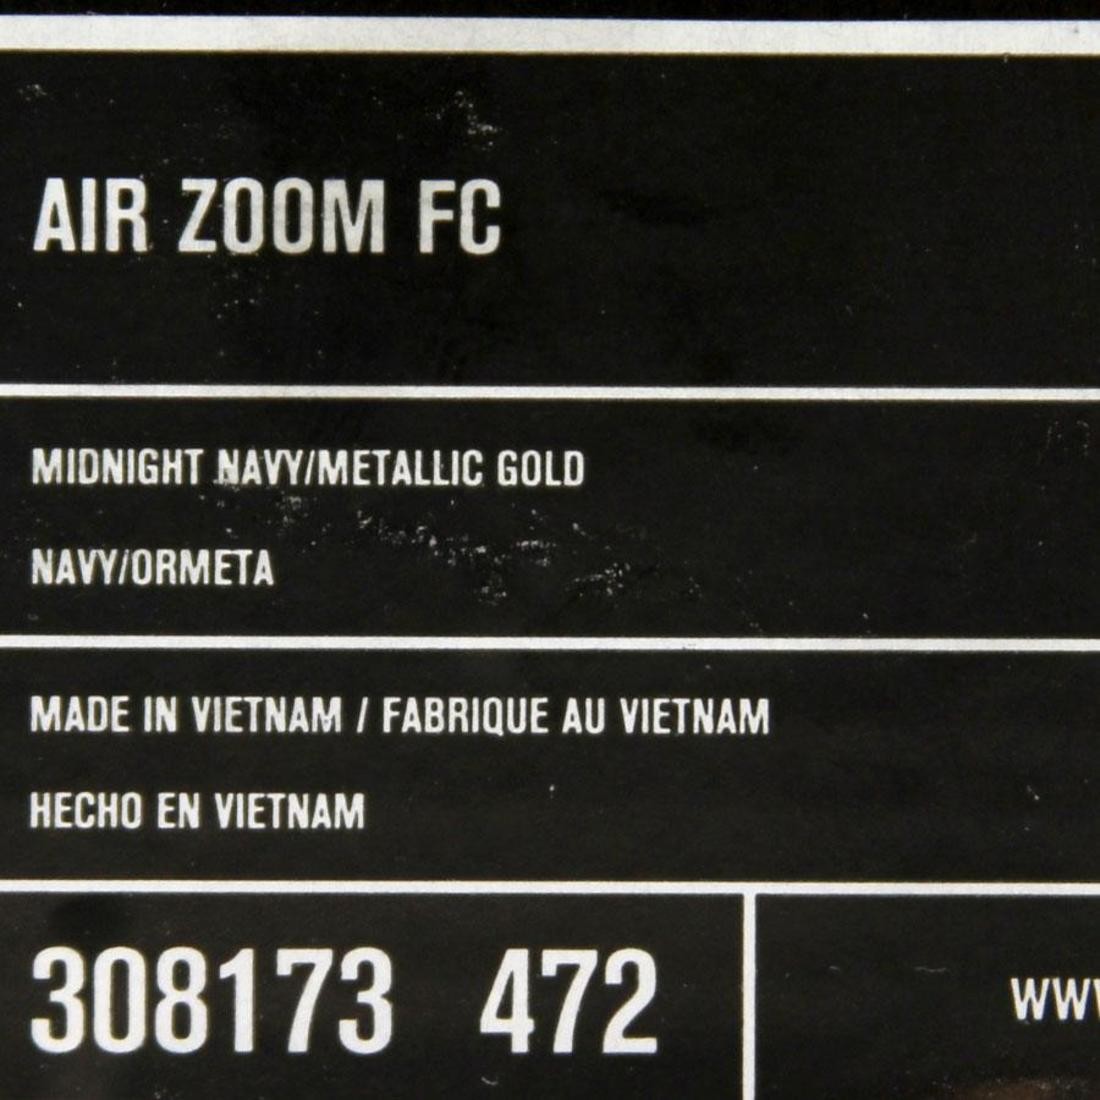 AIR ZOOM FC
MIDNIGHT NAVY/METALLIC GOLD
NAVY/ORMETA
MADE IN VIETNAM / FABRIQUE AU VIETNAM
HECHO EN VIETNAM
308173 472
WWW